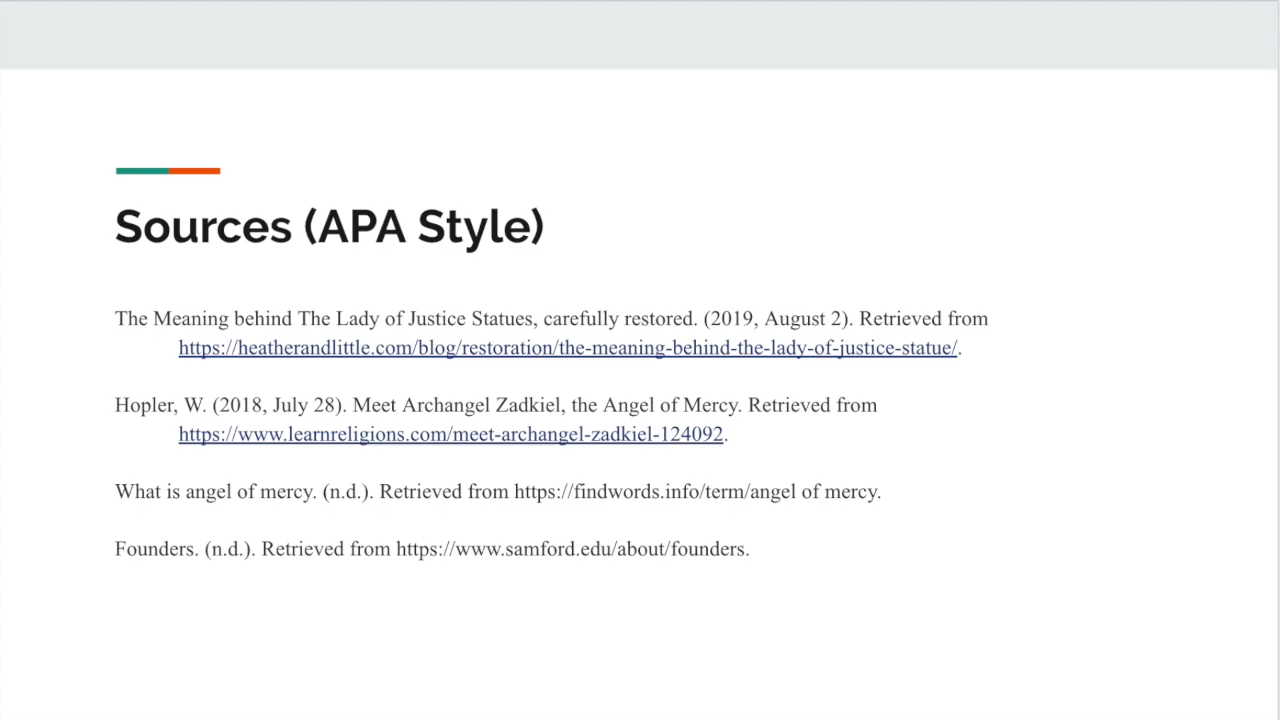 Sources (APA Style)
The Meaning behind The Lady of Justice Statues, carefully restored. (2019, August 2). Retrieved from
https://heatherandlittle.com/blog/restoration/the-meaning-behind-the-lady-of-justice-statue/.
Hopler, W. (2018, July 28). Meet Archangel Zadkiel, the Angel of Mercy. Retrieved from
https://www.learnreligions.com/meet-archangel-zadkiel-124092.
What is angel of mercy. (n.d.). Retrieved from https://findwords.info/term/angel of mercy.
Founders. (n.d.). Retrieved from https://www.samford.edu/about/founders.